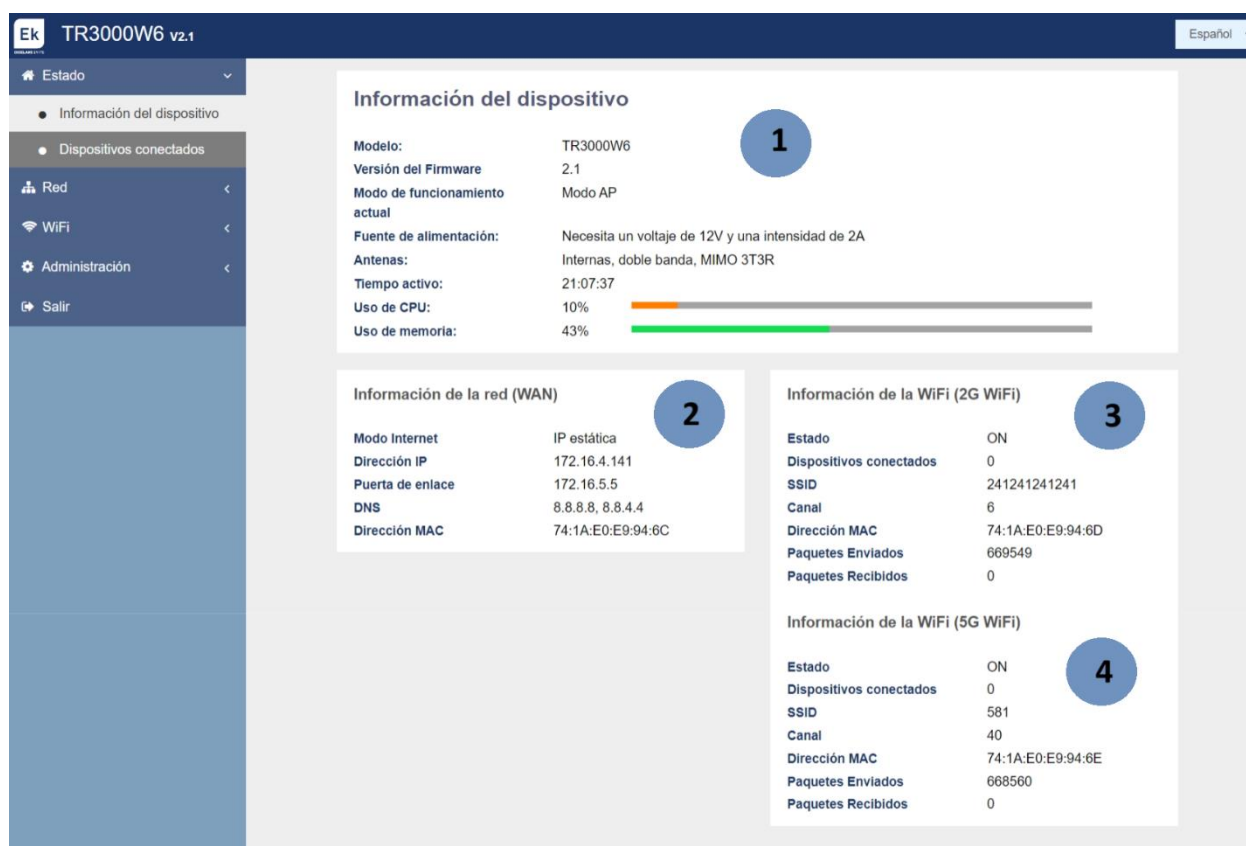 Ek TR3000W6 V2.1
Español
Estado
Información del dispositivo
Dispositivos conectados
Red
WiFi
Administración
Salir
Información del dispositivo
1
Modelo: TR3000W6
Versión del Firmware 2.1
Modo de funcionamiento actual Modo AP
Fuente de alimentación: Necesita un voltaje de 12V y una intensidad de 2A
Antenas: Internas, doble banda, MIMO 3T3R
Tiempo activo: 21:07:37
Uso de CPU: 10%
Uso de memoria: 43%
Información de la red (WAN)
2
Modo Internet IP estática
Dirección IP 172.16.4.141
Puerta de enlace 172.16.5.5
DNS 8.8.8.8, 8.8.4.4
Dirección MAC 74:1A:E0:E9:94:6C
Información de la WiFi (2G WiFi)
3
Estado ON
Dispositivos conectados 0
SSID 241241241241
Canal 6
Dirección MAC 74:1A:E0:E9:94:6D
Paquetes Enviados 669549
Paquetes Recibidos 0
Información de la WiFi (5G WiFi)
4
Estado ON
Dispositivos conectados 0
SSID 581
Canal 40
Dirección MAC 74:1A:E0:E9:94:6E
Paquetes Enviados 668560
Paquetes Recibidos 0